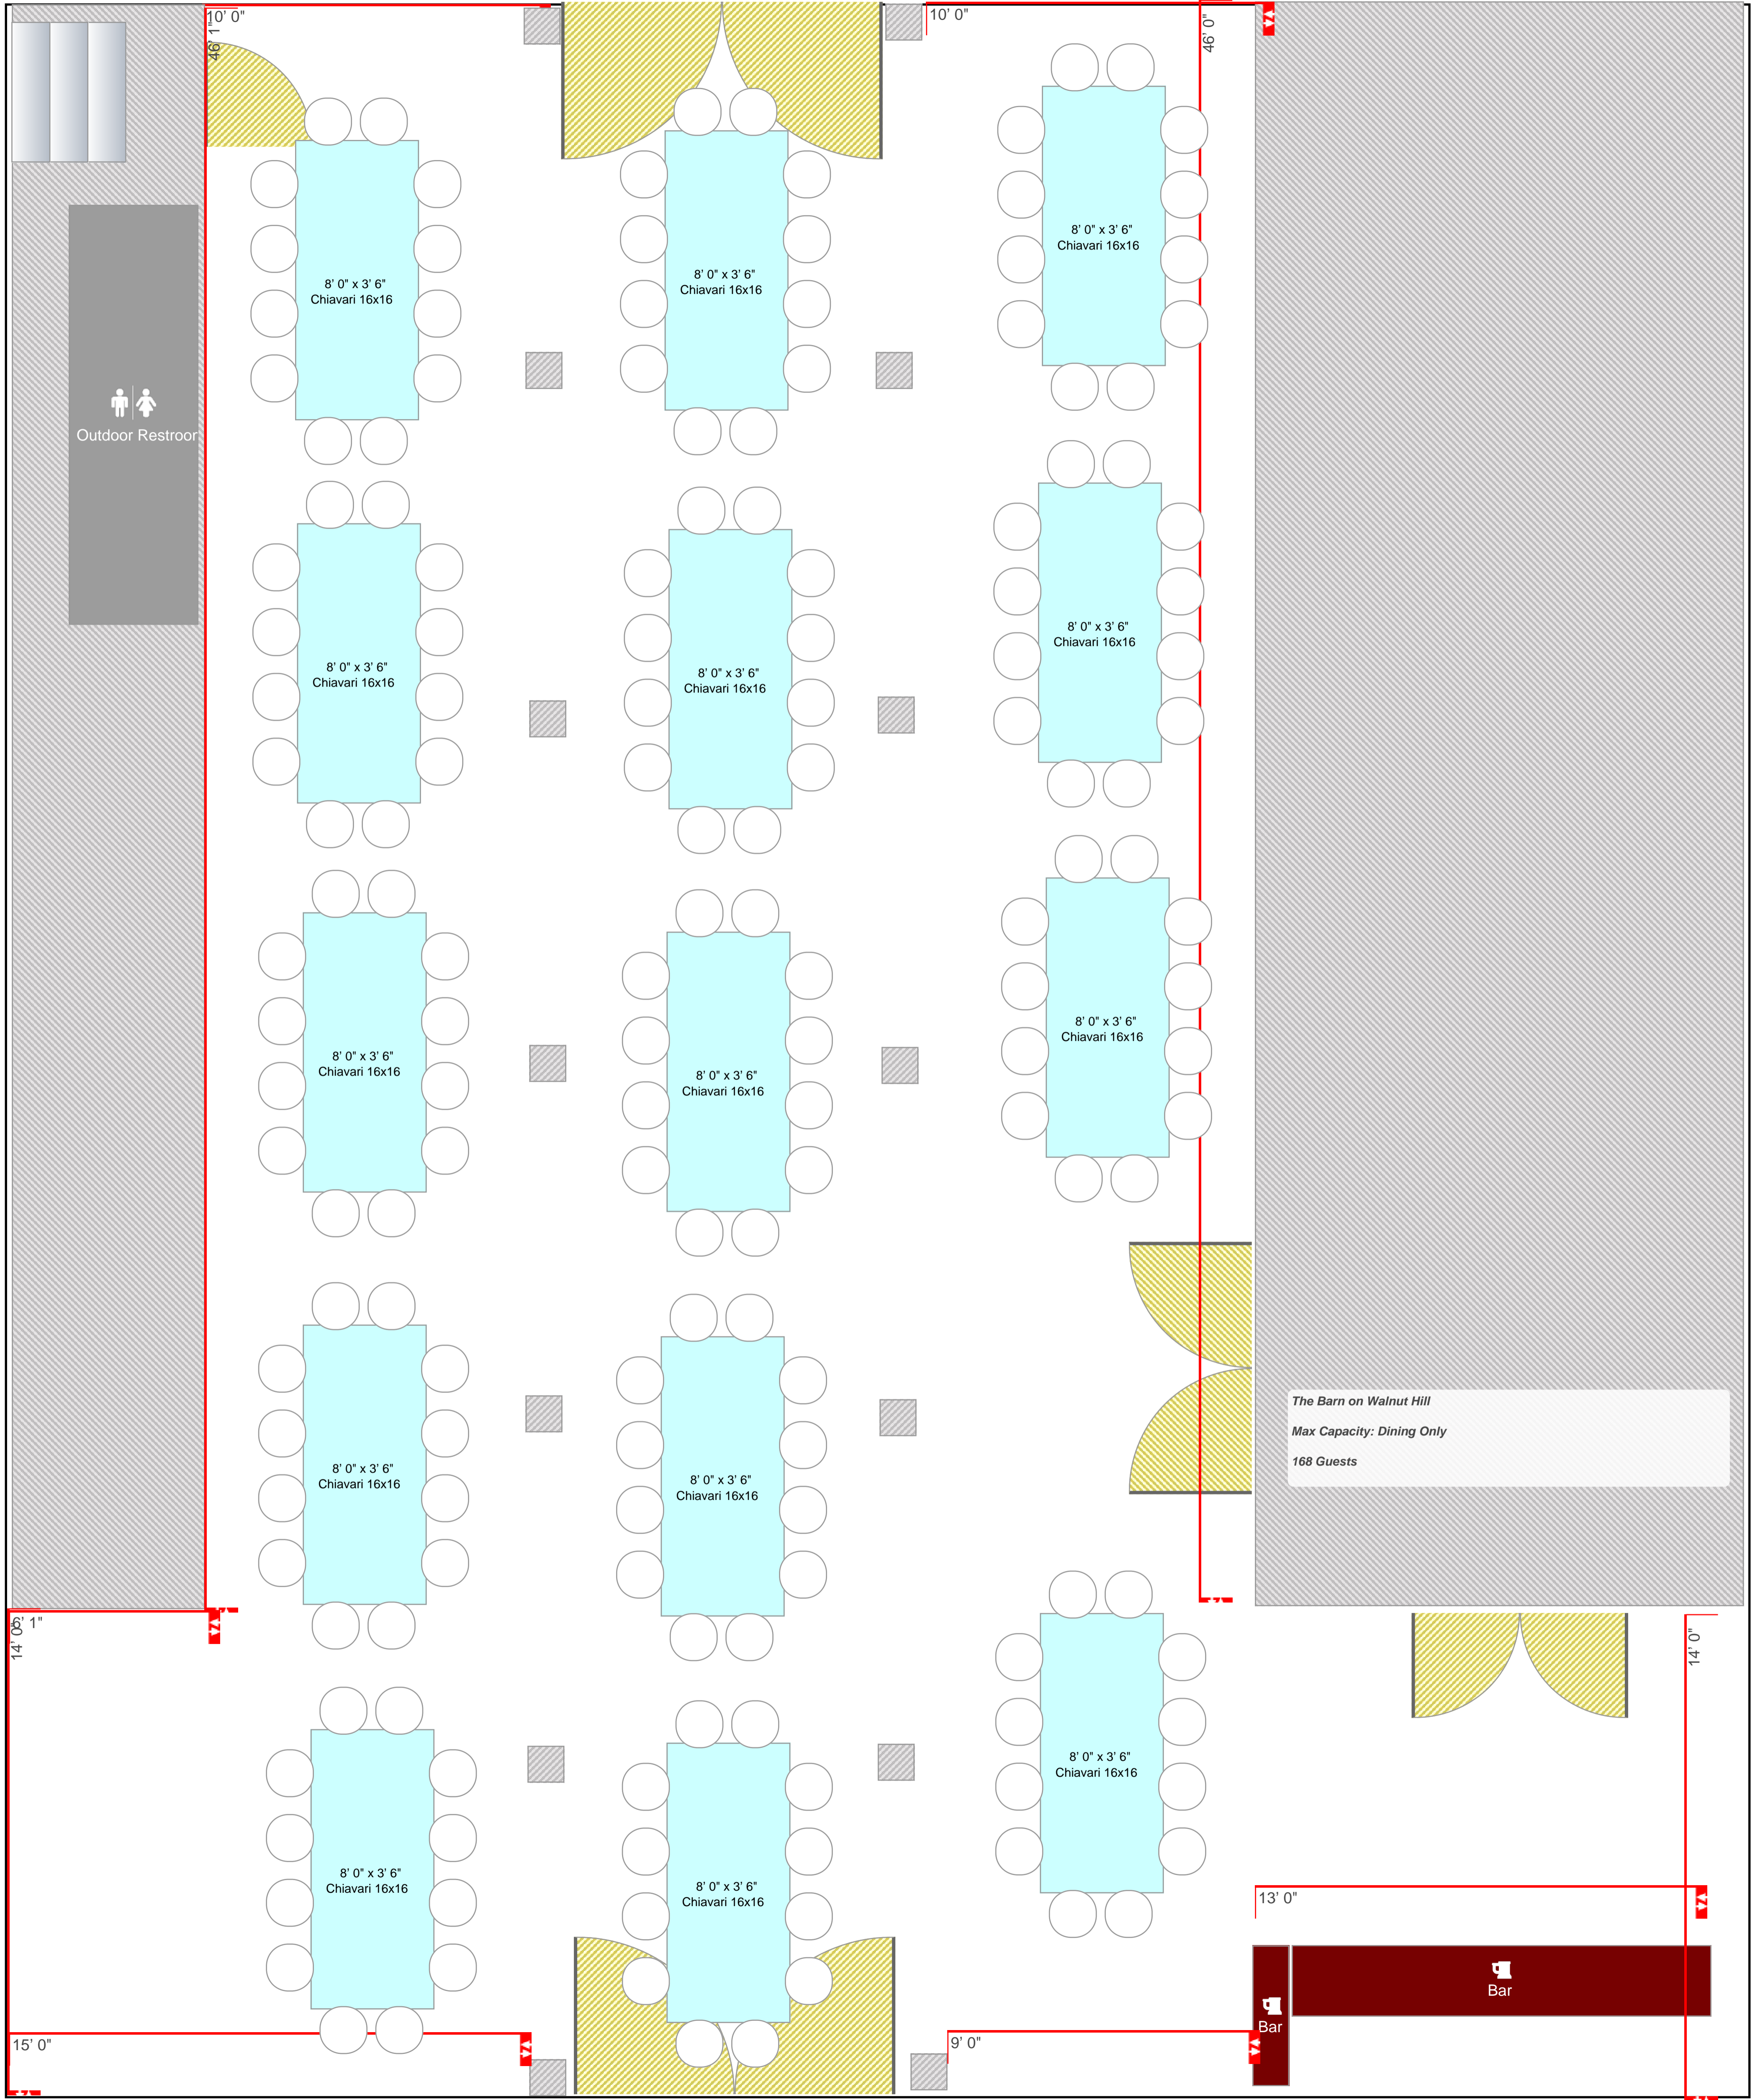 10' 0"
46' 1"
10' 0"
46' 0"
8' 0" x 3' 6"
Chiavari 16x16
8' 0" x 3' 6"
Chiavari 16x16
8' 0" x 3' 6"
Chiavari 16x16
Outdoor Restroor
8' 0" x 3' 6"
Chiavari 16x16
8' 0" x 3' 6"
Chiavari 16x16
8' 0" x 3' 6"
Chiavari 16x16
8' 0" x 3' 6"
Chiavari 16x16
8' 0" x 3' 6"
Chiavari 16x16
8' 0" x 3' 6"
Chiavari 16x16
The Barn on Walnut Hill
Max Capacity: Dining Only
168 Guests
8' 0" x 3' 6"
Chiavari 16x16
8' 0" x 3' 6"
Chiavari 16x16
6' 1"
14' 0"
14' 0"
8' 0" x 3' 6"
Chiavari 16x16
8' 0" x 3' 6"
Chiavari 16x16
8' 0" x 3' 6"
Chiavari 16x16
13' 0"
Bar
Bar
15' 0"
9' 0"